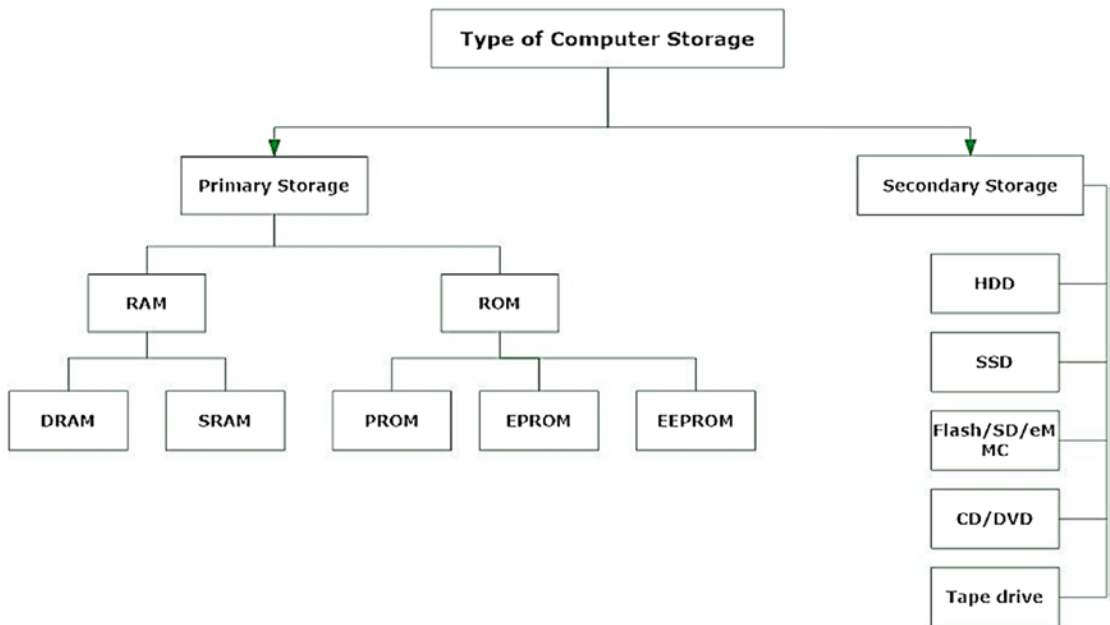 Type of Computer Storage
Primary Storage
Secondary Storage
RAM
ROM
DRAM
SRAM
PROM
EPROM
EEPROM
HDD
SSD
Flash/SD/eM
MC
CD/DVD
Tape drive